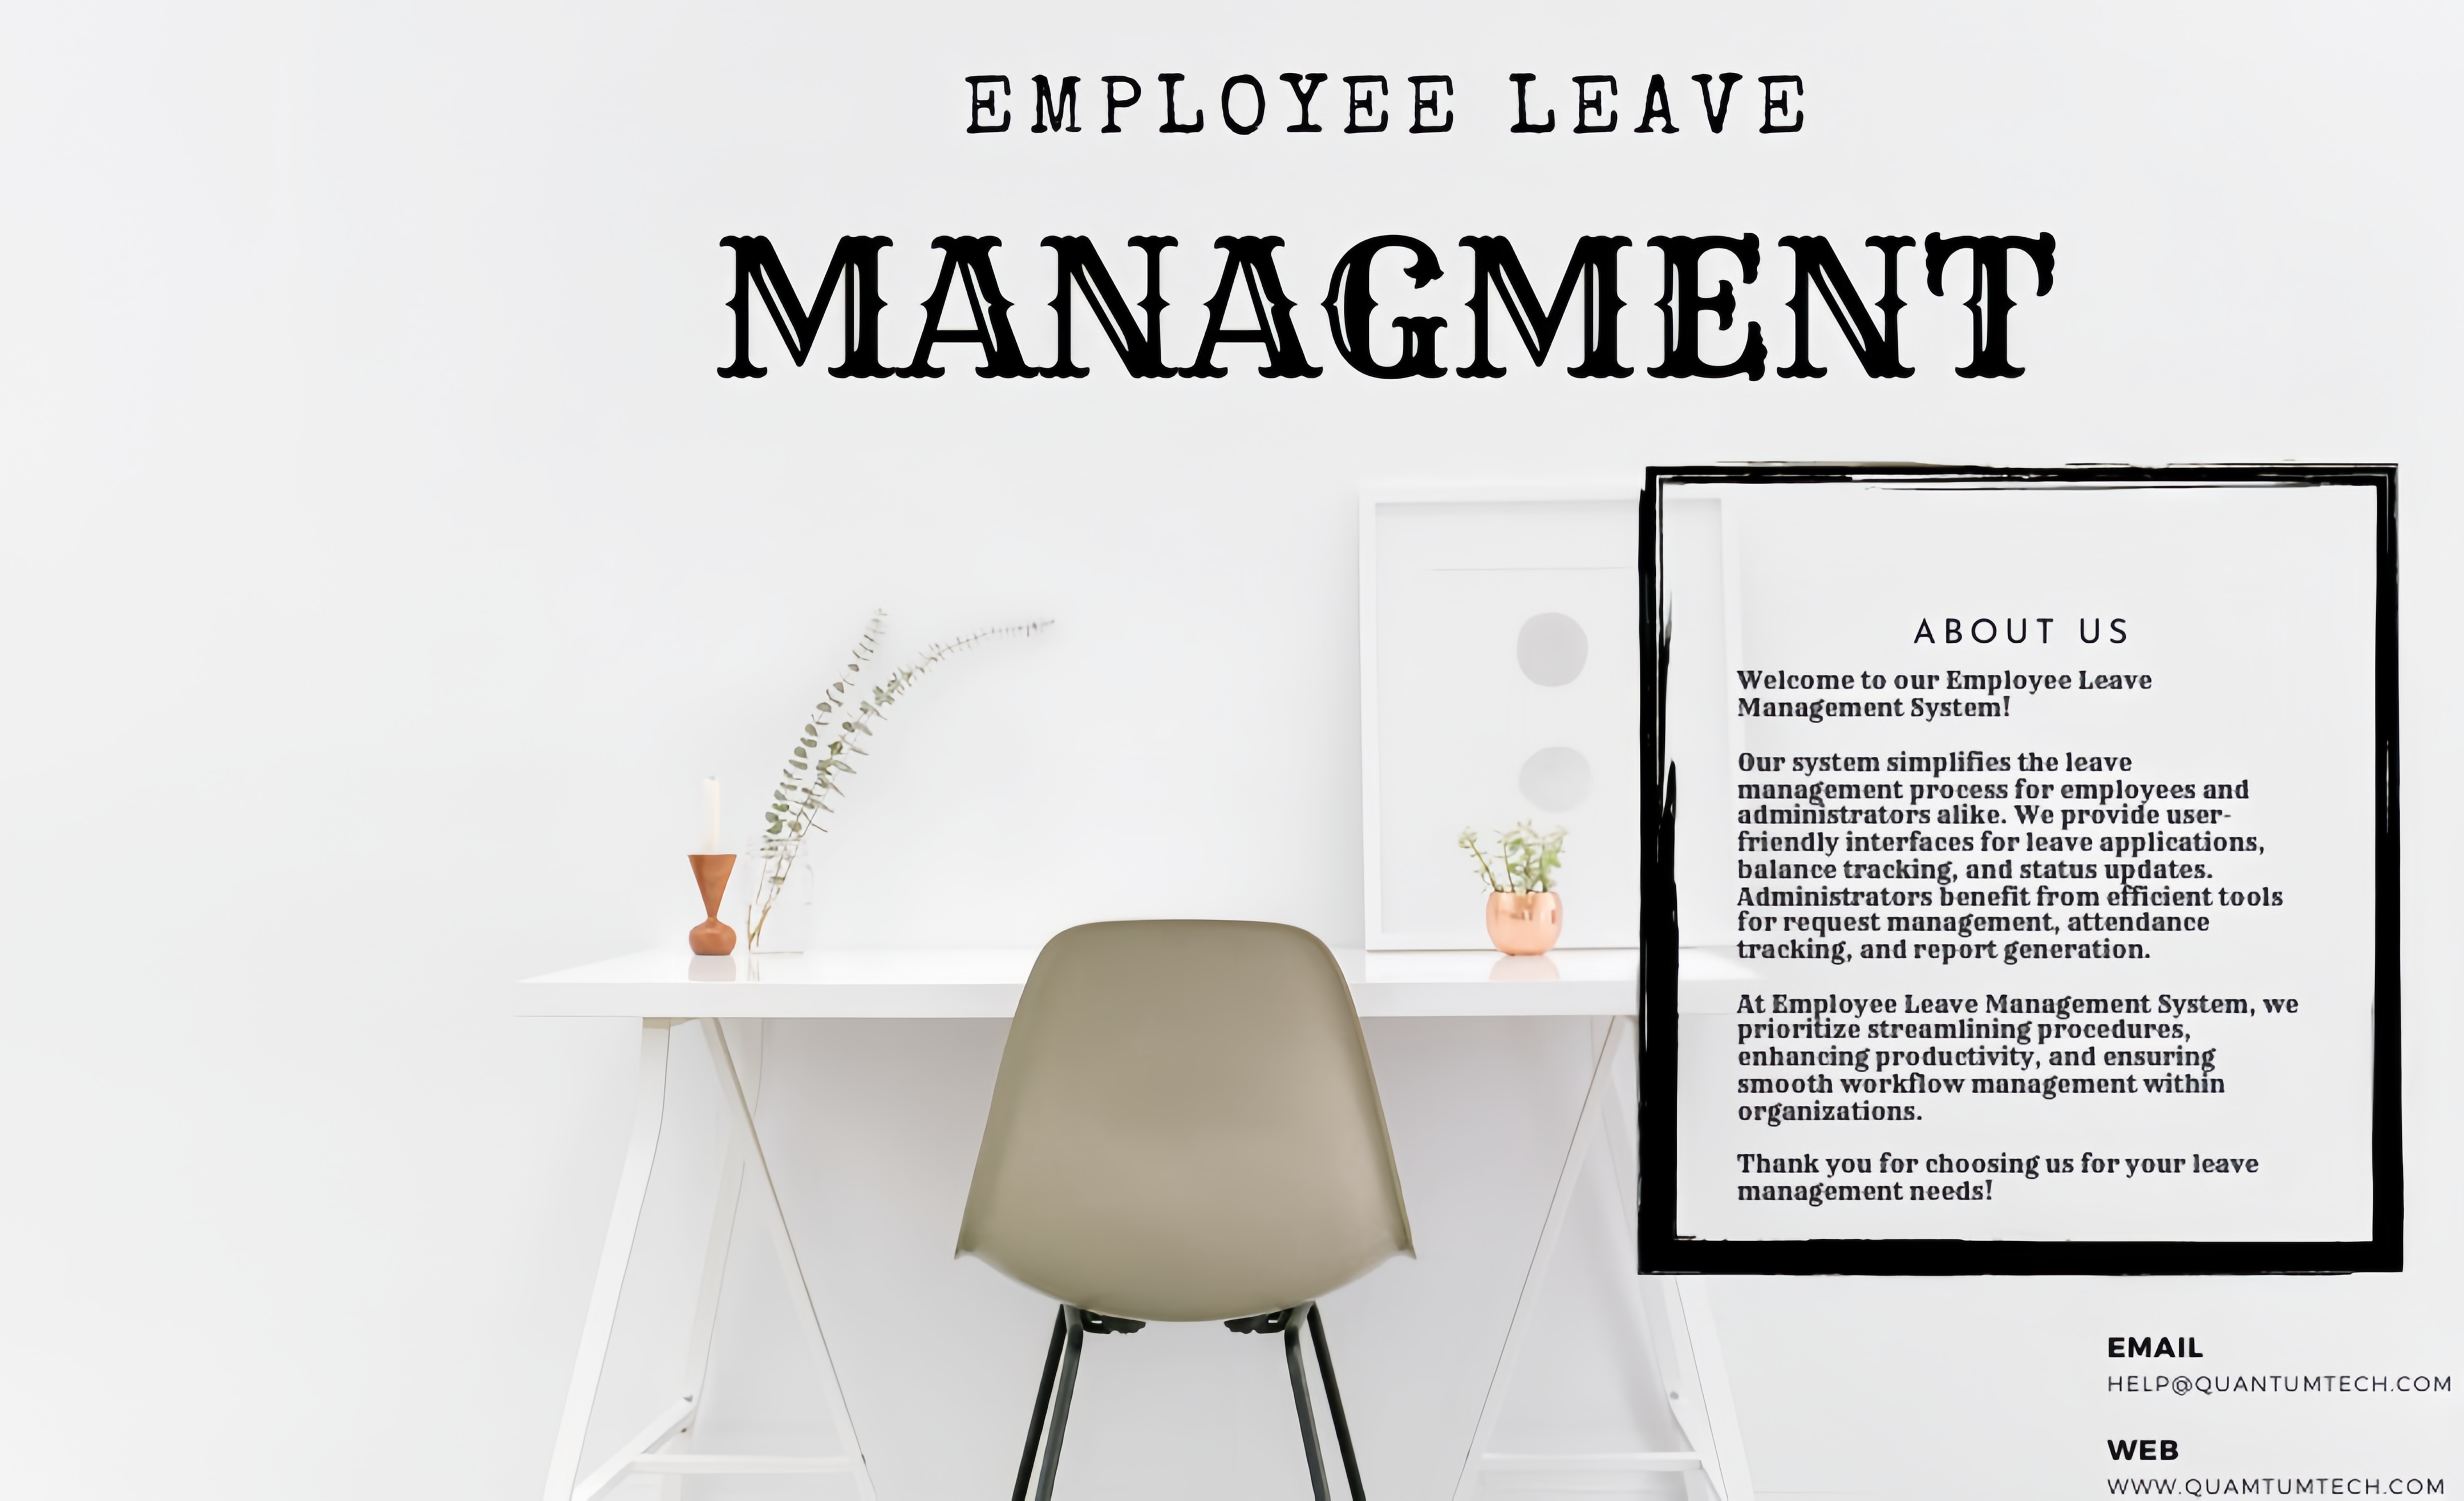 EMPLOYEE LEAVE
MANAGMENT
ABOUT US
Welcome to our Employee Leave
Management System!
Our system simplifies the leave
management process for employees and
administrators alike. We provide user-
friendly interfaces for leave applications,
balance tracking, and status updates.
Administrators benefit from efficient tools
for request management, attendance
tracking, and report generation.
At Employee Leave Management System, we
prioritize streamlining procedures,
enhancing productivity, and ensuring
smooth workflow management within
organizations.
Thank you for choosing us for your leave
management needs!
EMAIL
HELP@QUANTUMTECH.COM
WEB
WWW.QUAMTUMTECH.COM